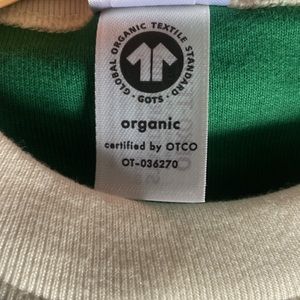 GLOBAL ORGANIC TEXTILE STANDARD
· GOTS ·
organic
certified by OTCO
OT-036270